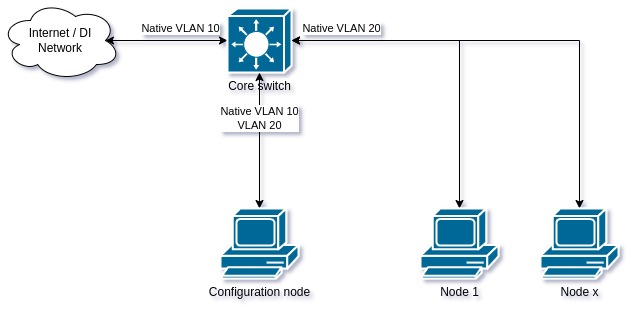 Internet / DI
Network
Native VLAN 10
Native VLAN 20
Core switch
Native VLAN 10
VLAN 20
Configuration node
Node 1
Node x